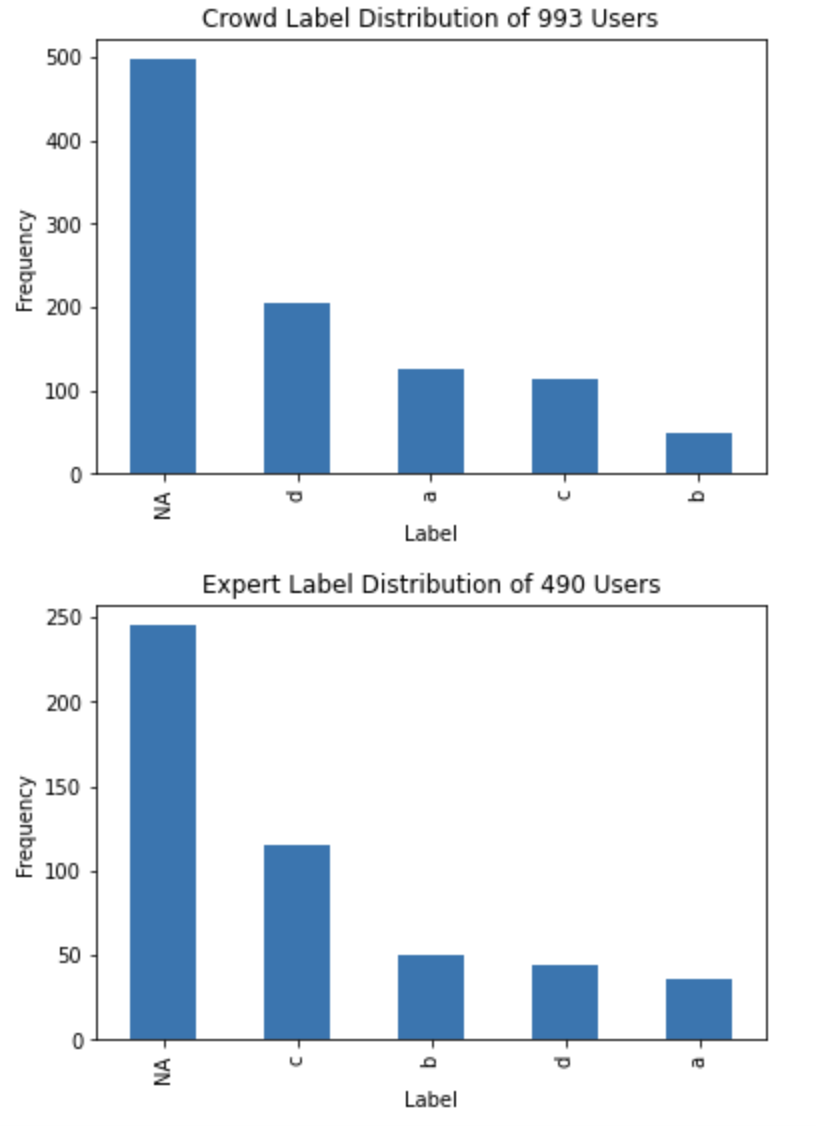 Crowd Label Distribution of 993 Users
500
400
300
200
100
0
Frequency
NA d a c b
Label
Expert Label Distribution of 490 Users
250
200
150
100
50
0
Frequency
NA c b d a
Label